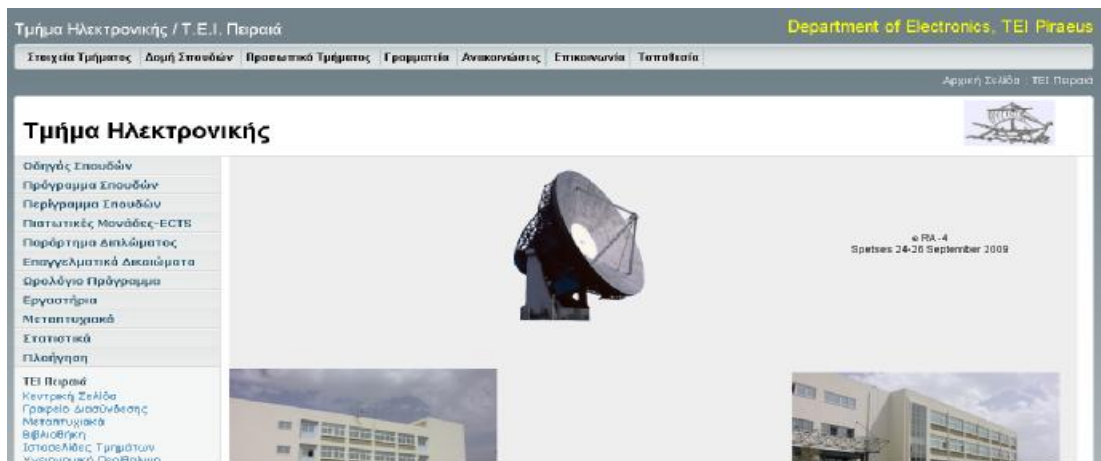 Τμήμα Ηλεκτρονικής / Τ.Ε.Ι. Πειραιά
Department of Electronics, TEI Piraeus
Στοιχεία Τμήματος Δομή Σπουδών Προσωπικό Τμήματος Γραμματεία Ανακοινώσεις Επικοινωνία Τοποθεσία
Αρχική Σελίδα : ΤΕΙ Πειραιά
Τμήμα Ηλεκτρονικής
Οδηγός Σπουδών
Πρόγραμμα Σπουδών
Περίγραμμα Σπουδών
Πιστωτικές Μονάδες-ECTS
Παράρτημα Διπλώματος
Επαγγελματικά Δικαιώματα
Ωρολόγιο Πρόγραμμα
Εργαστήρια
Μεταπτυχιακά
Στατιστικά
Πλοήγηση
e RA-4
Spetses 24-26 September 2009
ΤΕΙ Πειραιά
Κεντρική Σελίδα
Γραφείο Διασύνδεσης
Μεταπτυχιακά
Βιβλιοθήκη
Ιστοσελίδες Τμημάτων